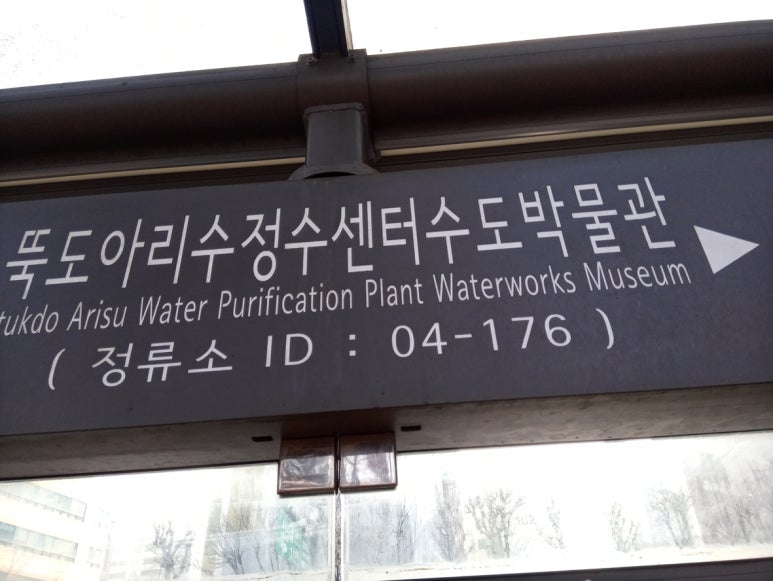 뚝도아리수정수센터수도박물관
tukdo Arisu Water Purification Plant Waterworks Museum
( 정류소 ID : 04-176 )